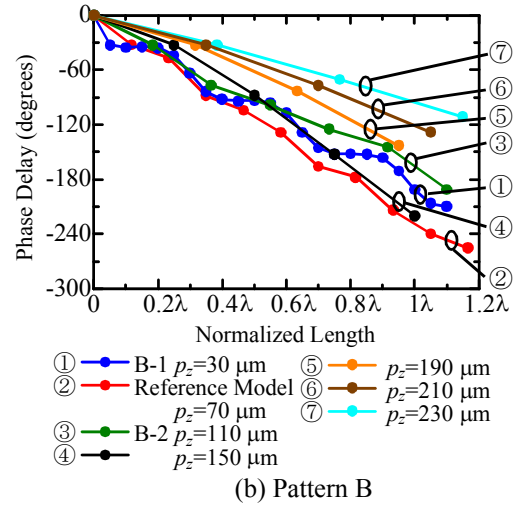 0
-60
-120
-180
-240
-300
Phase Delay (degrees)
⑦
⑥
⑤
③
①
④
②
0 0.2λ 0.4λ 0.6λ 0.8λ 1λ 1.2λ
Normalized Length
① B-1 pz=30 μm
② Reference Model
pz=70 μm
③ B-2 pz=110 μm
④ pz=150 μm
⑤ pz=190 μm
⑥ pz=210 μm
⑦ pz=230 μm
(b) Pattern B